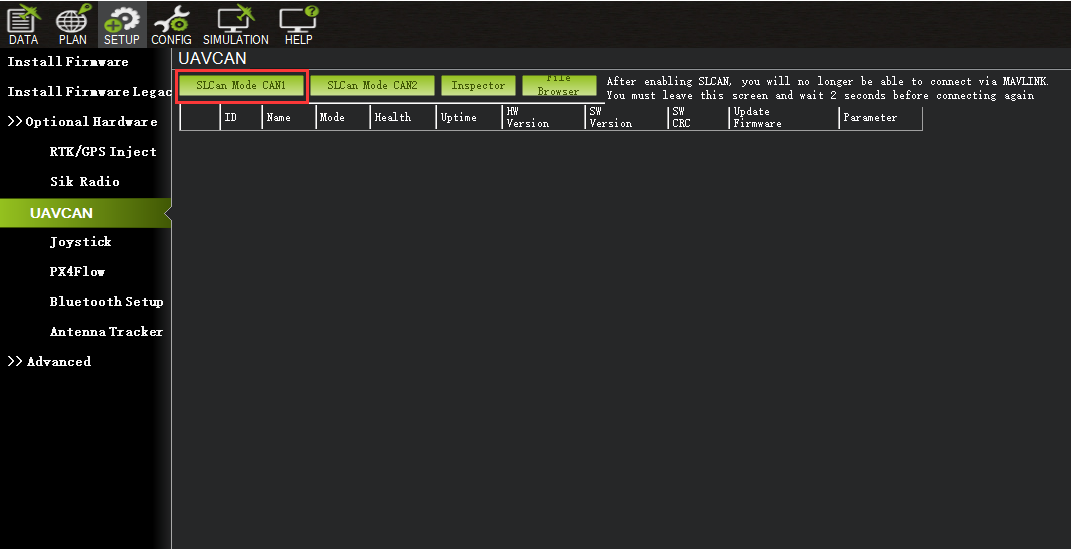 DATA PLAN SETUP CONFIG SIMULATION HELP
Install Firmware
Install Firmware Legac
>> Optional Hardware
RTK/GPS Inject
Sik Radio
UAVCAN
Joystick
PX4Flow
Bluetooth Setup
Antenna Tracker
>> Advanced
UAVCAN
SLCan Mode CAN1
SLCan Mode CAN2
Inspector
File
Browser
After enabling SLCAN, you will no longer be able to connect via MAVLINK.
You must leave this screen and wait 2 seconds before connecting again
ID
Name
Mode
Health
Uptime
HW
Version
SW
Version
SW
CRC
Update
Firmware
Parameter